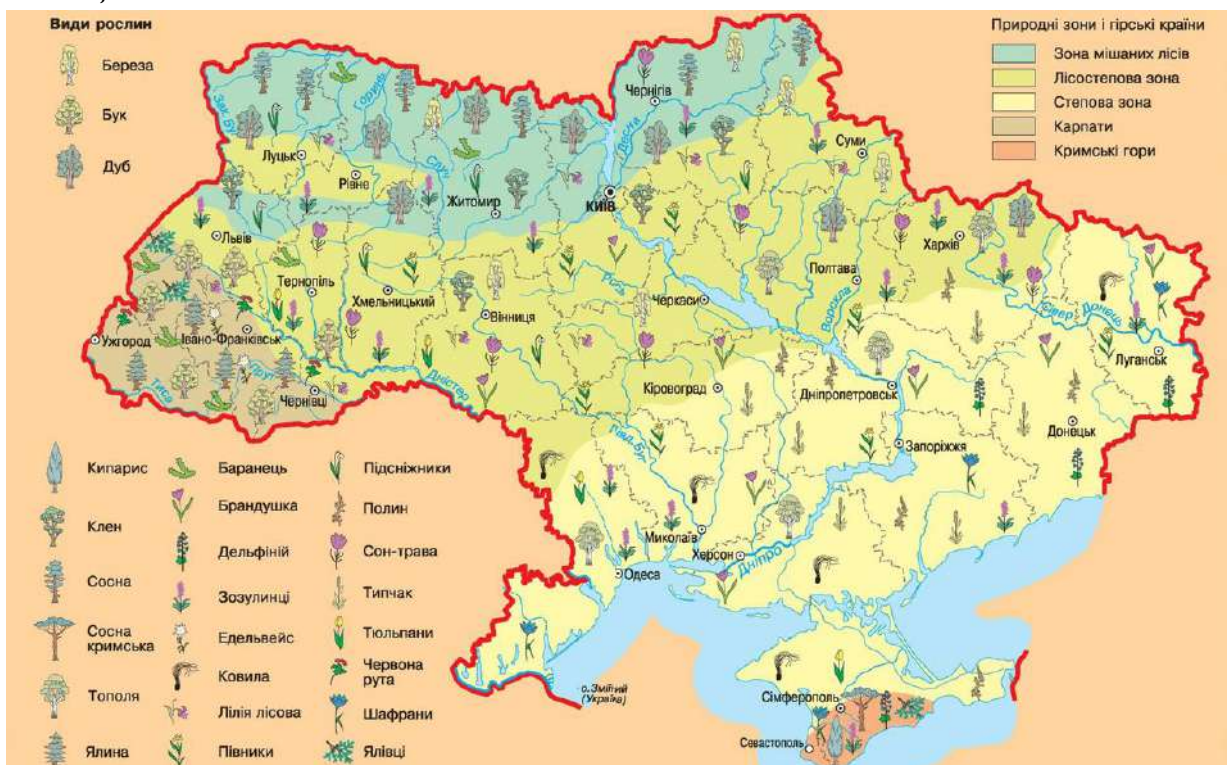 Види рослин
Береза
Бук
Дуб
Природні зони і гірські країни
Зона мішаних лісів
Лісостепова зона
Степова зона
Карпати
Кримські гори
Зах. Буг
Горинь
Случ
Десна
Чернігів
Суми
Луцьк
Рівне
Житомир
КИЇВ
Львів
Тернопіль
Хмельницький
Вінниця
Рось
Черкаси
Полтава
Ворскла
Харків
Сівер. Донець
Луганськ
Ужгород
Івано-Франківськ
Тиса
Прут
Чернівці
Дністер
Кіровоград
Дніпропетровськ
Донецьк
Запоріжжя
Півд. Буг
Миколаїв
Херсон
Дніпро
Одеса
о. Зміїний
(Україна)
Сімферополь
Севастополь
Кипарис
Клен
Сосна
Сосна
кримська
Тополя
Ялина
Баранець
Брандушка
Дельфіній
Зозулинці
Едельвейс
Ковила
Лілія лісова
Півники
Підсніжники
Полин
Сон-трава
Типчак
Тюльпани
Червона
рута
Шафрани
Ялівці